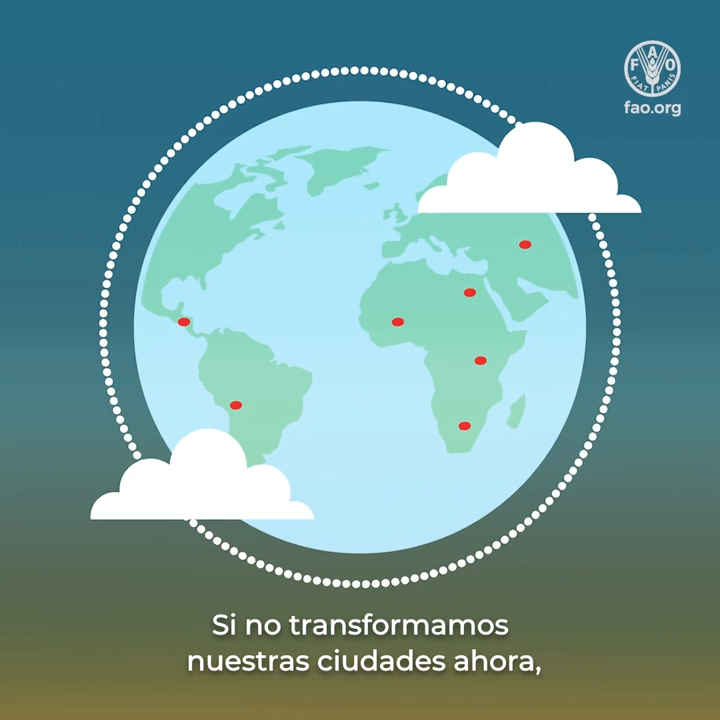 FAO
FIAT PANIS
fao.org
Si no transformamos
nuestras ciudades ahora,